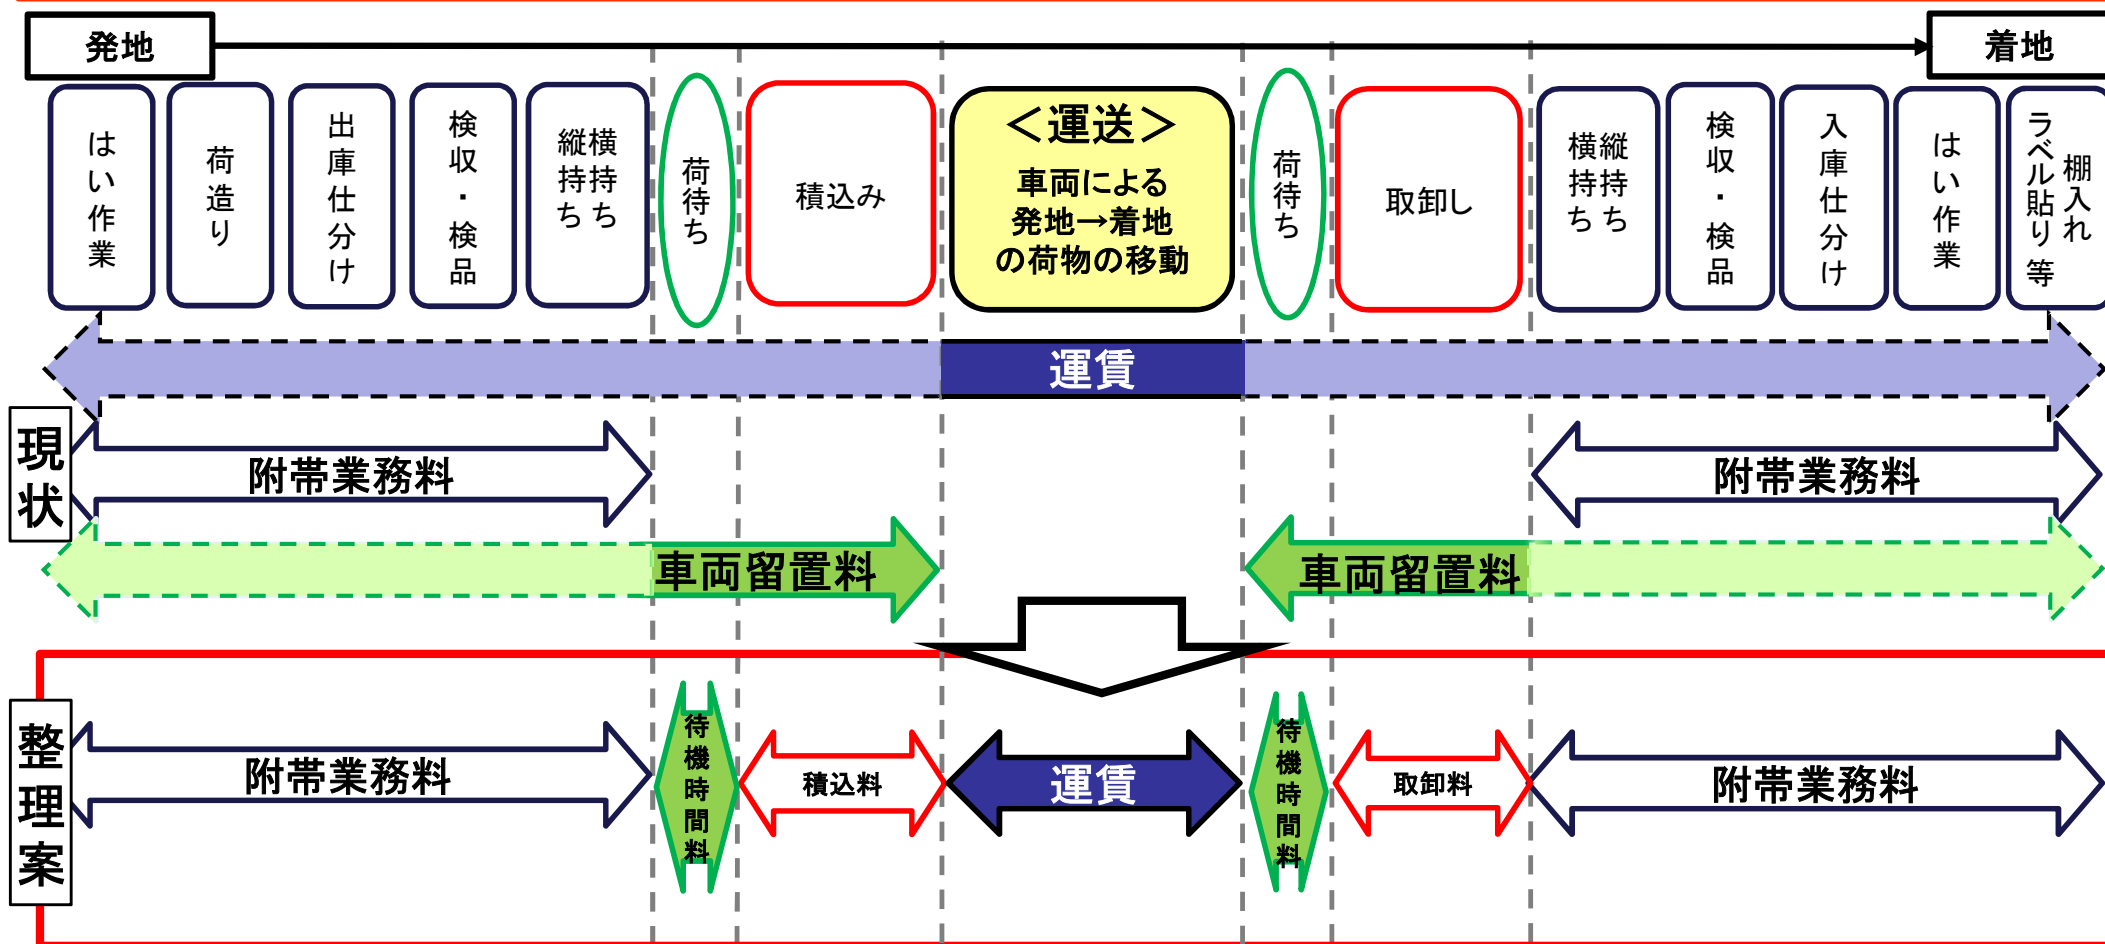 発地
着地
はい作業
荷造り
出庫仕分け
検収・検品
横持ち
縦持ち
荷待ち
積込み
＜運送＞
車両による
発地→着地
の荷物の移動
荷待ち
取卸し
縦持ち
横持ち
検収・検品
入庫仕分け
はい作業
棚入れ
ラベル貼り 等
運賃
現状
附帯業務料
附帯業務料
車両留置料
車両留置料
整理案
附帯業務料
待機時間料
積込料
運賃
待機時間料
取卸料
附帯業務料